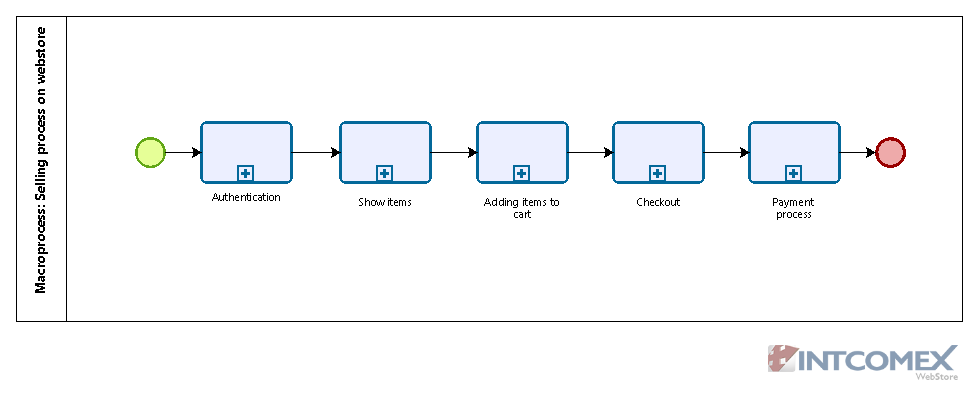 Macroprocess: Selling process on webstore
Authentication
Show items
Adding items to
cart
Checkout
Payment
process
INTCOMEX
WebStore